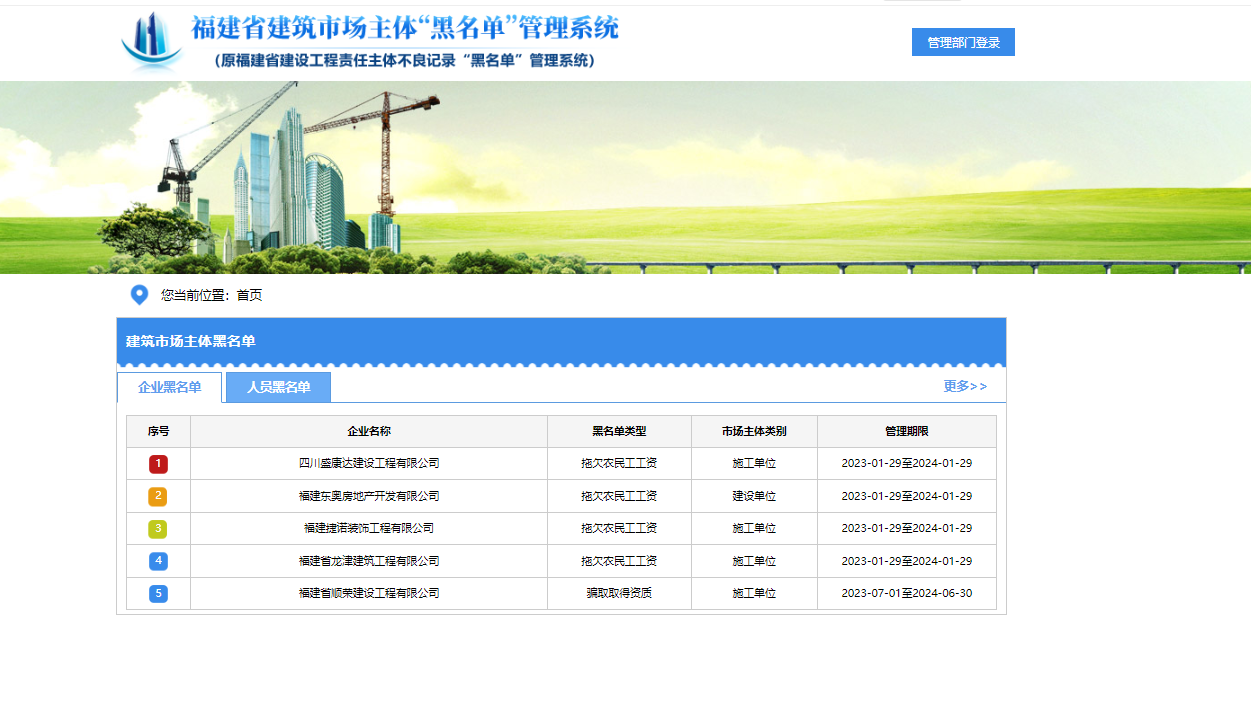 福建省建筑市场主体“黑名单”管理系统
(原福建省建设工程责任主体不良记录“黑名单”管理系统)
管理部门登录
您当前位置：首页
建筑市场主体黑名单
企业黑名单 人员黑名单 更多>>
序号 企业名称 黑名单类型 市场主体类别 管理期限
1 四川盛康达建设工程有限公司 拖欠农民工工资 施工单位 2023-01-29至2024-01-29
2 福建东奥房地产开发有限公司 拖欠农民工工资 建设单位 2023-01-29至2024-01-29
3 福建捷诺装饰工程有限公司 拖欠农民工工资 施工单位 2023-01-29至2024-01-29
4 福建省龙津建筑工程有限公司 拖欠农民工工资 施工单位 2023-01-29至2024-01-29
5 福建省顺荣建设工程有限公司 骗取取得资质 施工单位 2023-07-01至2024-06-30